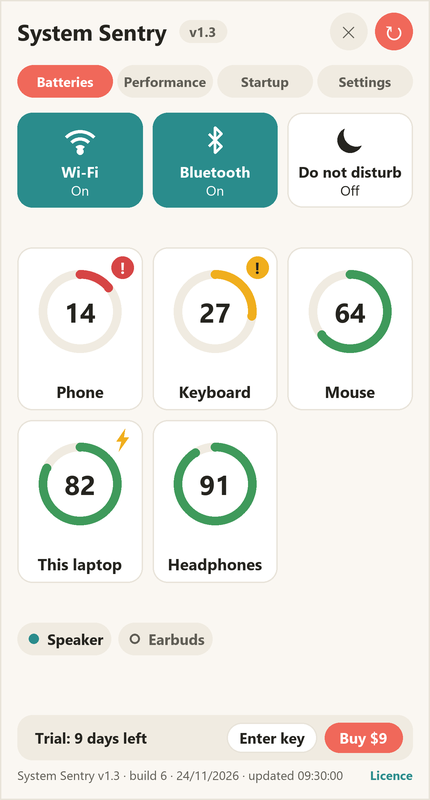 System Sentry v1.3
Batteries Performance Startup Settings
Wi-Fi Bluetooth Do not disturb
On On Off
! !
14 27 64
Phone Keyboard Mouse
82 91
This laptop Headphones
Speaker Earbuds
Trial: 9 days left Enter key Buy $9
System Sentry v1.3 · build 6 · 24/11/2026 · updated 09:30:00 Licence